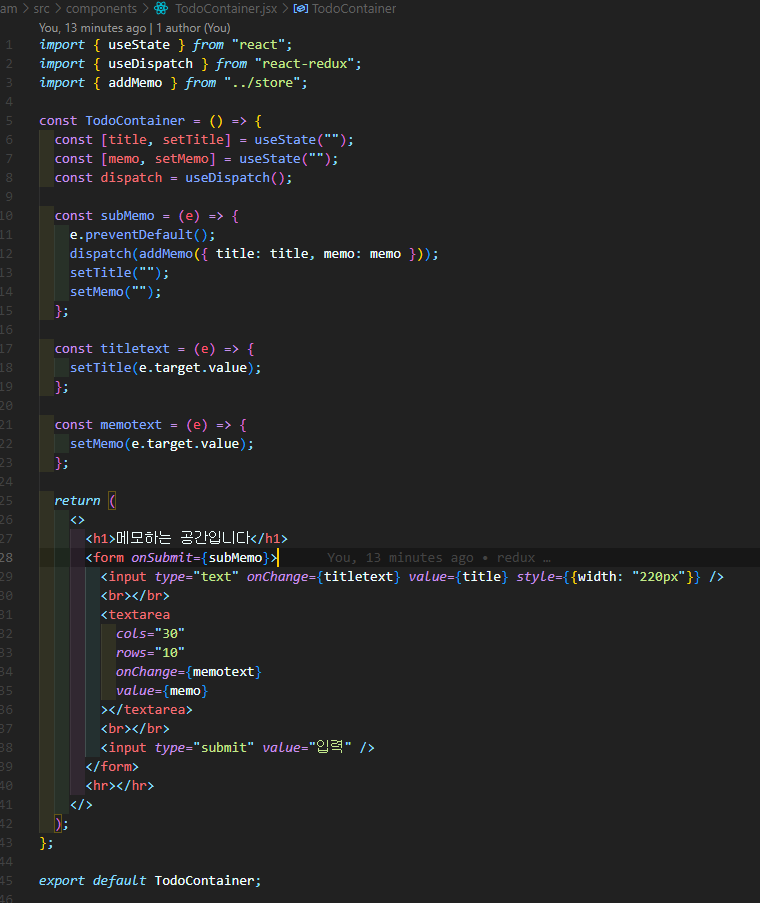 am > src > components > TodoContainer.jsx > TodoContainer
You, 13 minutes ago | 1 author (You)
1 import { useState } from "react";
2 import { useDispatch } from "react-redux";
3 import { addMemo } from "../store";
4
5 const TodoContainer = () => {
6 const [title, setTitle] = useState("");
7 const [memo, setMemo] = useState("");
8 const dispatch = useDispatch();
9
10 const subMemo = (e) => {
11 e.preventDefault();
12 dispatch(addMemo({ title: title, memo: memo }));
13 setTitle("");
14 setMemo("");
15 };
16
17 const titletext = (e) => {
18 setTitle(e.target.value);
19 };
20
21 const memotext = (e) => {
22 setMemo(e.target.value);
23 };
24
25 return (
26 <>
27 <h1>메모하는 공간입니다</h1>
28 <form onSubmit={subMemo}> You, 13 minutes ago • redux …
29 <input type="text" onChange={titletext} value={title} style={{width: "220px"}} />
30 <br></br>
31 <textarea
32 cols="30"
33 rows="10"
34 onChange={memotext}
35 value={memo}
36 ></textarea>
37 <br></br>
38 <input type="submit" value="입력" />
39 </form>
40 <hr></hr>
41 </>
42 );
43 };
44
45 export default TodoContainer;
46